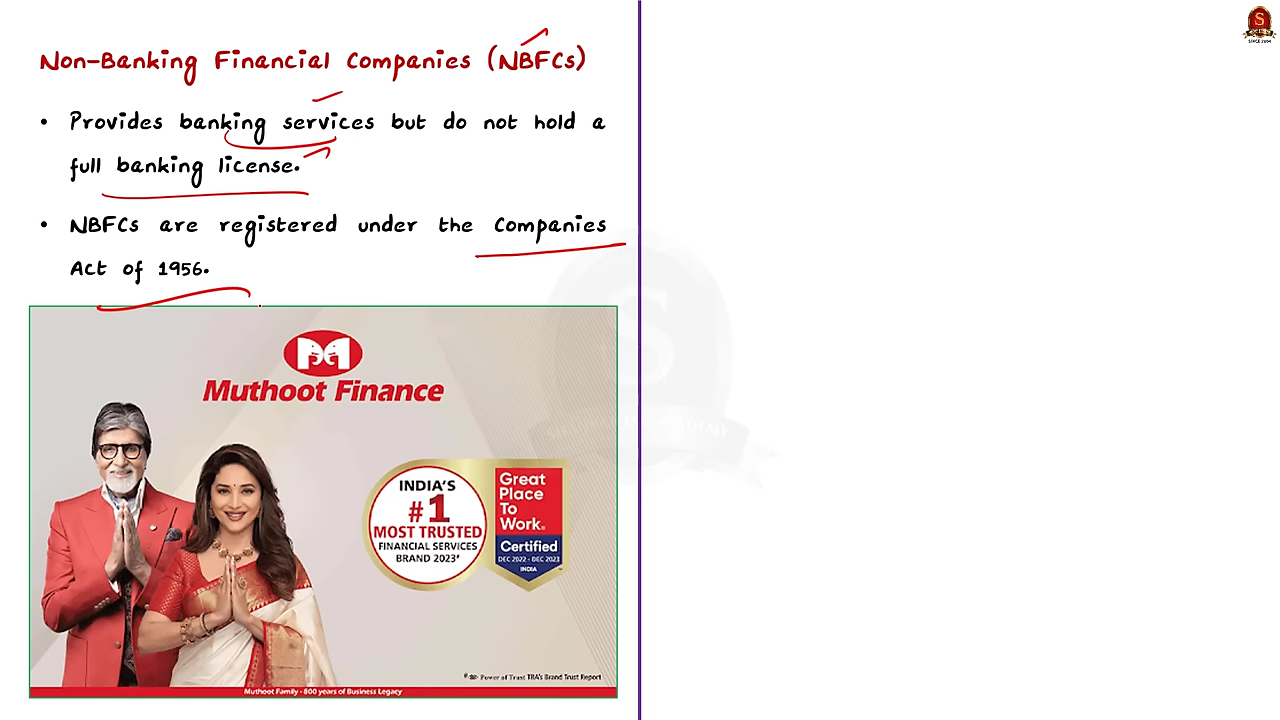 Non-Banking Financial Companies (NBFCs)
• Provides banking services but do not hold a
full banking license.
• NBFCs are registered under the Companies
Act of 1956.
Muthoot Finance
INDIA'S
#1
MOST TRUSTED
FINANCIAL SERVICES
BRAND 2023#
Great
Place
To
Work®
Certified
DEC 2022 - DEC 2023
INDIA
Power of Trust TRA's Brand Trust Report
Muthoot Family - 800 years of Business Legacy
S
SINCE 2004
S